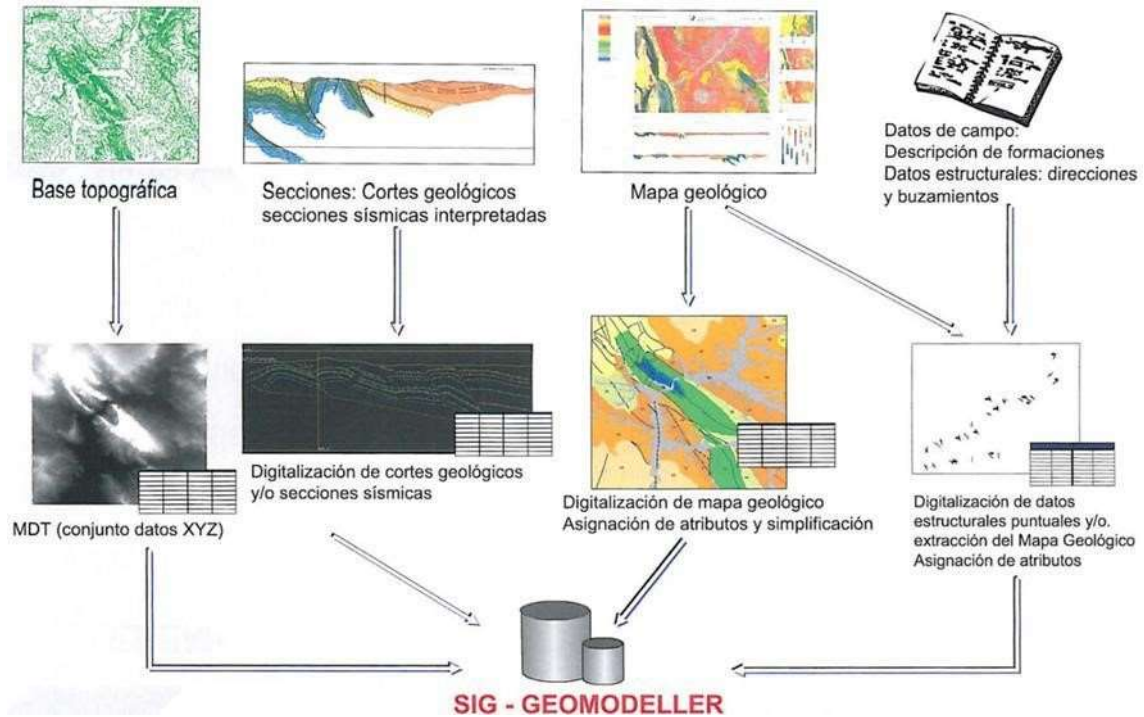 Base topográfica
Secciones: Cortes geológicos
secciones sísmicas interpretadas
Mapa geológico
Datos de campo:
Descripción de formaciones
Datos estructurales: direcciones
y buzamientos
MDT (conjunto datos XYZ)
Digitalización de cortes geológicos
y/o secciones sísmicas
Digitalización de mapa geológico
Asignación de atributos y simplificación
Digitalización de datos
estructurales puntuales y/o.
extracción del Mapa Geológico
Asignación de atributos
SIG - GEOMODELLER